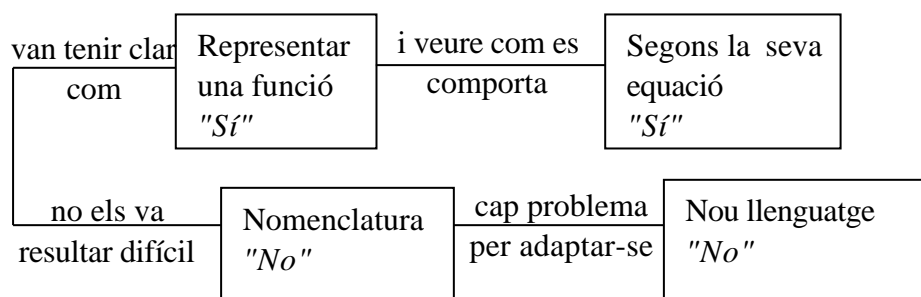 van tenir clar
com
Representar
una funció
"Sí"
i veure com es
comporta
Segons la seva
equació
"Sí"
no els va
resultar difícil
Nomenclatura
"No"
cap problema
per adaptar-se
Nou llenguatge
"No"